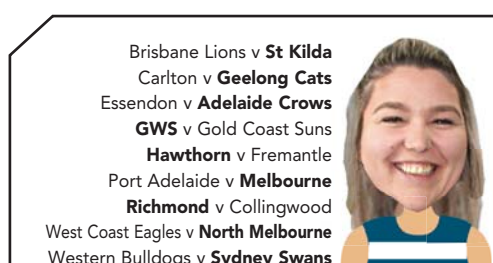 Brisbane Lions v St Kilda
Carlton v Geelong Cats
Essendon v Adelaide Crows
GWS v Gold Coast Suns
Hawthorn v Fremantle
Port Adelaide v Melbourne
Richmond v Collingwood
West Coast Eagles v North Melbourne
Western Bulldogs v Sydney Swans